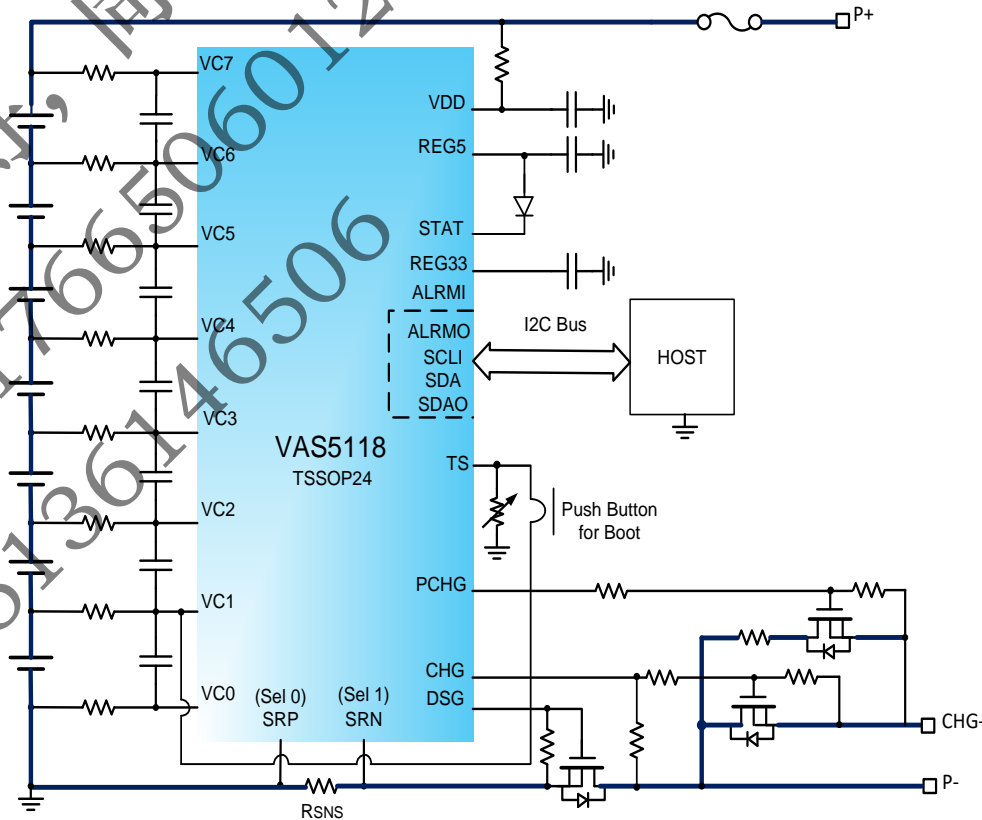 P+
VC7
VDD
REG5
VC6
STAT
VC5
REG33
ALRMI
VC4
ALRMO
SCLI
SDA
SDAO
I2C Bus
HOST
VC3
VAS5118
TSSOP24
TS
VC2
Push Button
for Boot
PCHG
VC1
CHG
DSG
VC0
(Sel 0)
SRP
(Sel 1)
SRN
CHG-
P-
RSNS